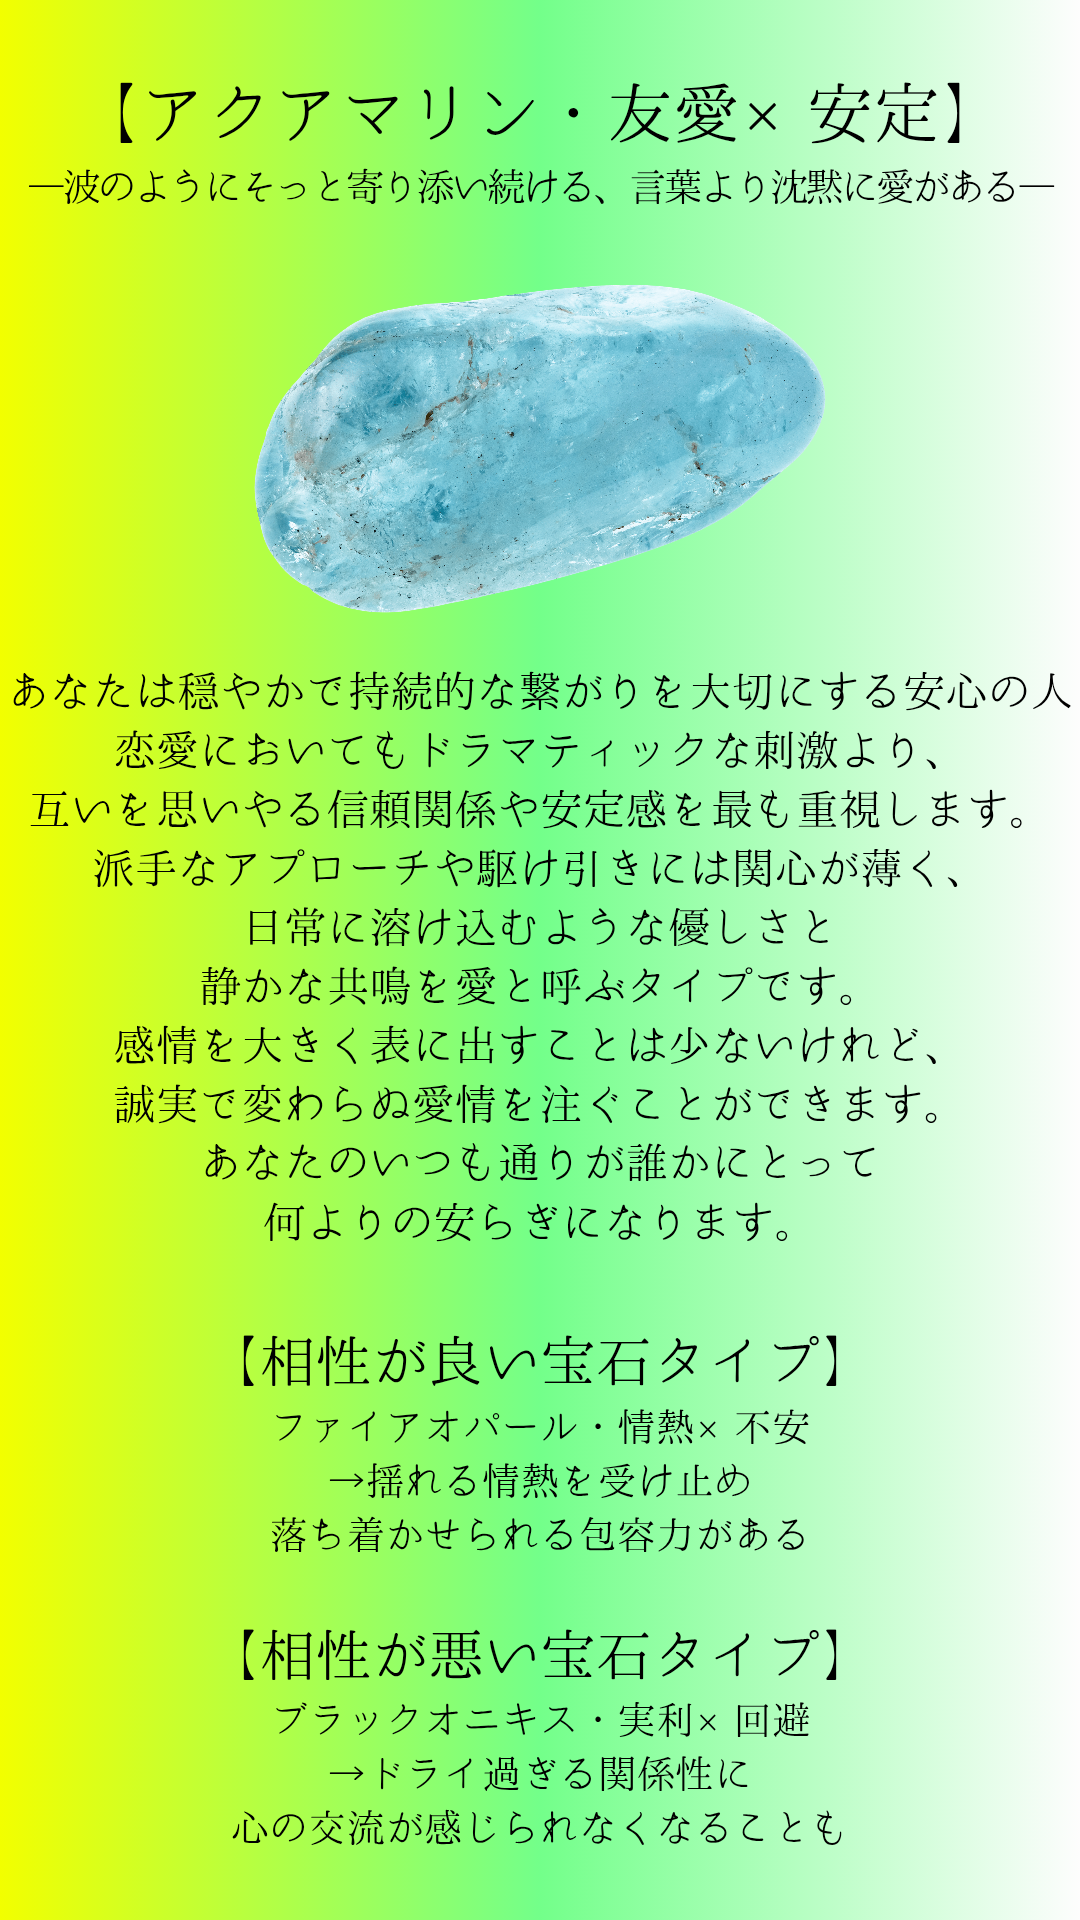 【アクアマリン・友愛× 安定】
―波のようにそっと寄り添い続ける、言葉より沈黙に愛がある―
あなたは穏やかで持続的な繋がりを大切にする安心の人
恋愛においてもドラマティックな刺激より、
互いを思いやる信頼関係や安定感を最も重視します。
派手なアプローチや駆け引きには関心が薄く、
日常に溶け込むような優しさと
静かな共鳴を愛と呼ぶタイプです。
感情を大きく表に出すことは少ないけれど、
誠実で変わらぬ愛情を注ぐことができます。
あなたのいつも通りが誰かにとって
何よりの安らぎになります。
【相性が良い宝石タイプ】
ファイアオパール・情熱× 不安
→揺れる情熱を受け止め
落ち着かせられる包容力がある
【相性が悪い宝石タイプ】
ブラックオニキス・実利× 回避
→ドライ過ぎる関係性に
心の交流が感じられなくなることも